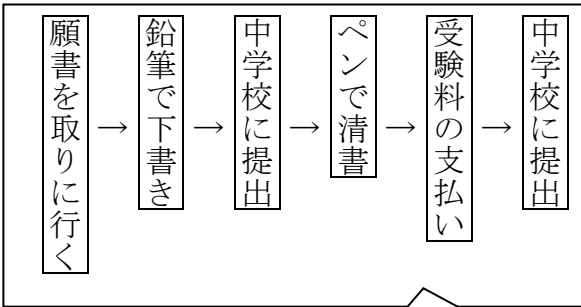 願書を取りに行く
→
鉛筆で下書き
→
中学校に提出
→
ペンで清書
→
受験料の支払い
→
中学校に提出